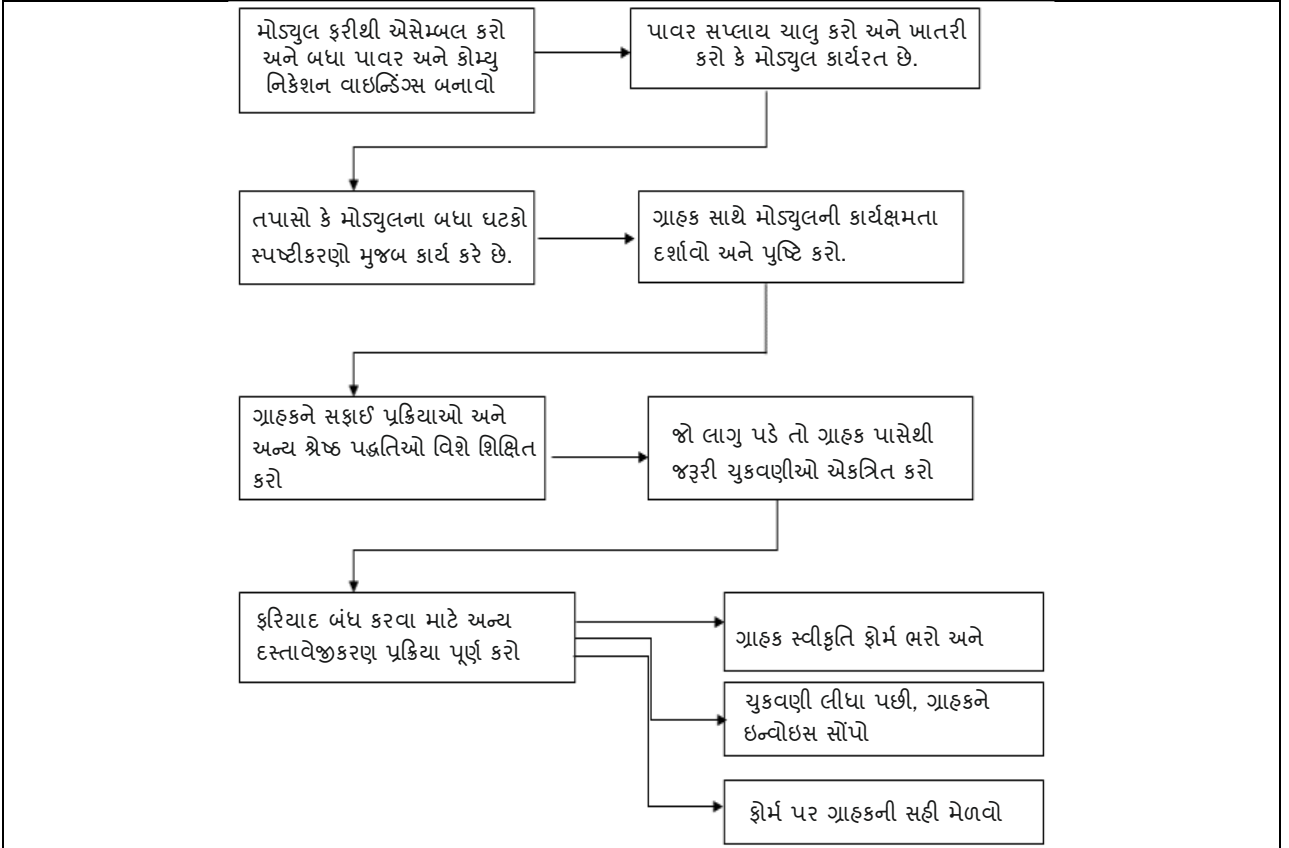 મોડ્યુલ ફરીથી એસેમ્બલ કરો
અને બધા પાવર અને કોમ્યુ
નિકેશન વાઇન્ડિંગ્સ બનાવો
પાવર સપ્લાય ચાલુ કરો અને ખાતરી
કરો કે મોડ્યુલ કાર્યરત છે.
તપાસો કે મોડ્યુલના બધા ઘટકો
સ્પષ્ટીકરણો મુજબ કાર્ય કરે છે.
ગ્રાહક સાથે મોડ્યુલની કાર્યક્ષમતા
દર્શાવો અને પુષ્ટિ કરો.
ગ્રાહકને સફાઈ પ્રક્રિયાઓ અને
અન્ય શ્રેષ્ઠ પદ્ધતિઓ વિશે શિક્ષિત
કરો
જો લાગુ પડે તો ગ્રાહક પાસેથી
જરૂરી ચુકવણીઓ એકત્રિત કરો
ફરિયાદ બંધ કરવા માટે અન્ય
દસ્તાવેજીકરણ પ્રક્રિયા પૂર્ણ કરો
ગ્રાહક સ્વીકૃતિ ફોર્મ ભરો અને
ચુકવણી લીધા પછી, ગ્રાહકને
ઇન્વોઇસ સોંપો
ફોર્મ પર ગ્રાહકની સહી મેળવો